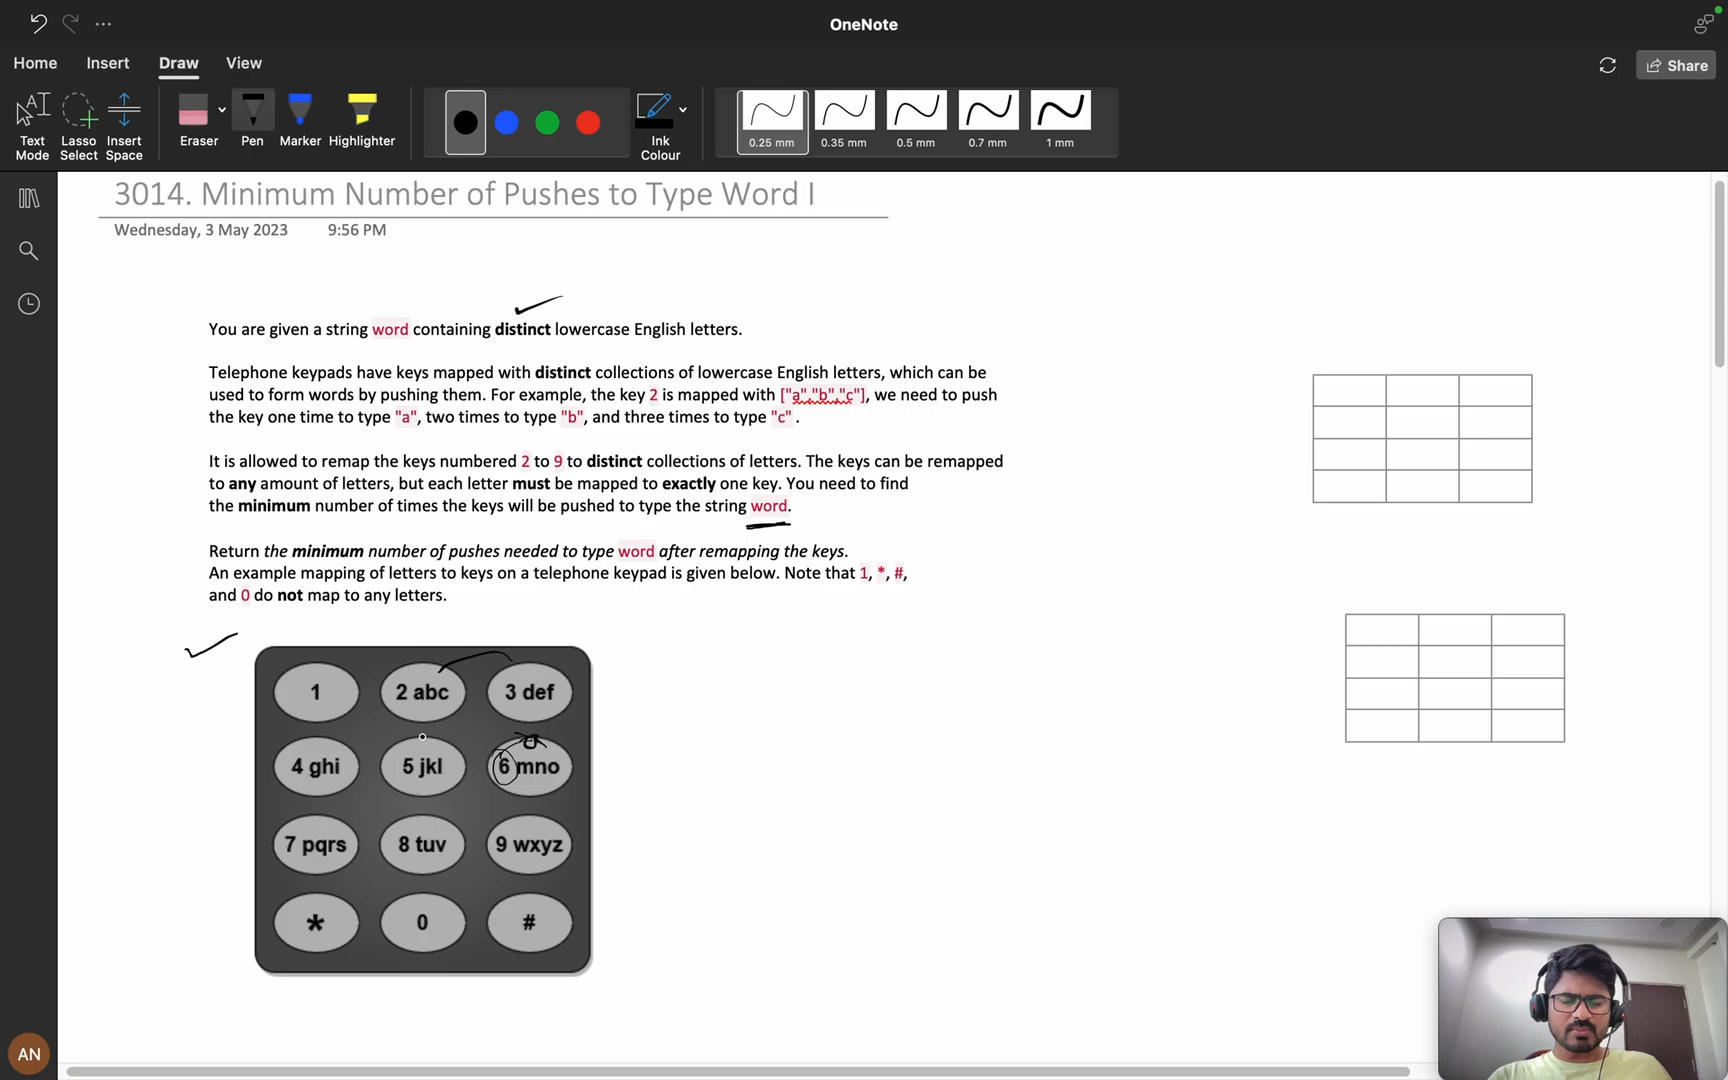 OneNote
Home Insert Draw View
Share
Text Mode
Lasso Select
Insert Space
Eraser
Pen
Marker
Highlighter
Ink Colour
0.25 mm
0.35 mm
0.5 mm
0.7 mm
1 mm
3014. Minimum Number of Pushes to Type Word I
Wednesday, 3 May 2023 9:56 PM
You are given a string word containing distinct lowercase English letters.
Telephone keypads have keys mapped with distinct collections of lowercase English letters, which can be
used to form words by pushing them. For example, the key 2 is mapped with ["a","b","c"], we need to push
the key one time to type "a", two times to type "b", and three times to type "c" .
It is allowed to remap the keys numbered 2 to 9 to distinct collections of letters. The keys can be remapped
to any amount of letters, but each letter must be mapped to exactly one key. You need to find
the minimum number of times the keys will be pushed to type the string word.
Return the minimum number of pushes needed to type word after remapping the keys.
An example mapping of letters to keys on a telephone keypad is given below. Note that 1, *, #,
and 0 do not map to any letters.
1 2 abc 3 def
4 ghi 5 jkl 6 mno
7 pqrs 8 tuv 9 wxyz
* 0 #
AN